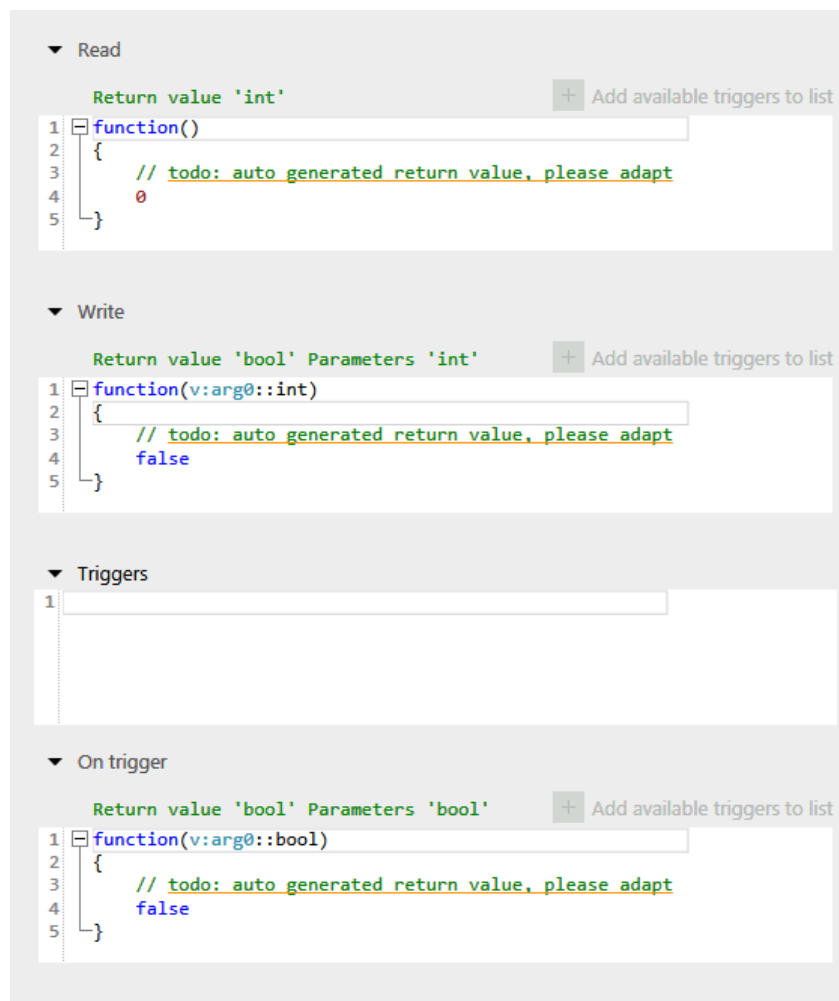 Read
Return value 'int' + Add available triggers to list
1 function()
2 {
3 // todo: auto generated return value, please adapt
4 0
5 }
Write
Return value 'bool' Parameters 'int' + Add available triggers to list
1 function(v:arg0::int)
2 {
3 // todo: auto generated return value, please adapt
4 false
5 }
Triggers
1
On trigger
Return value 'bool' Parameters 'bool' + Add available triggers to list
1 function(v:arg0::bool)
2 {
3 // todo: auto generated return value, please adapt
4 false
5 }